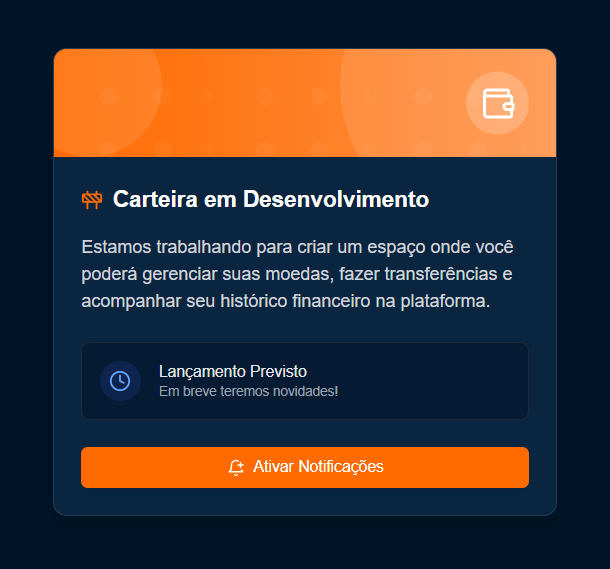 Carteira em Desenvolvimento
Estamos trabalhando para criar um espaço onde você
poderá gerenciar suas moedas, fazer transferências e
acompanhar seu histórico financeiro na plataforma.
Lançamento Previsto
Em breve teremos novidades!
Ativar Notificações